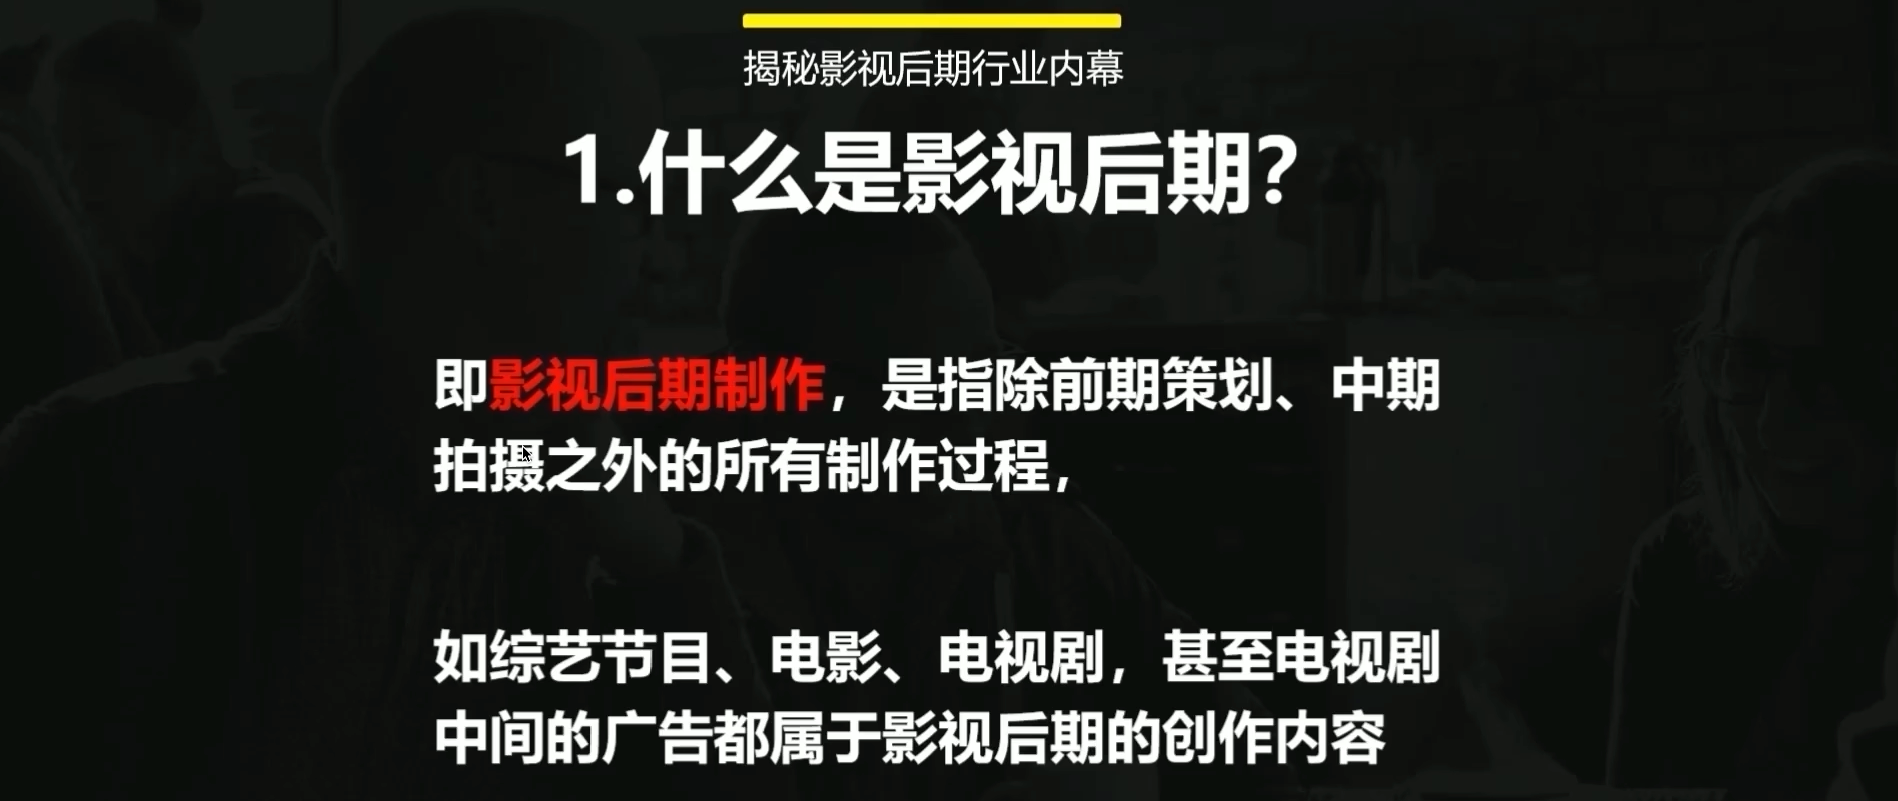 揭秘影视后期行业内幕
1.什么是影视后期?
即影视后期制作，是指除前期策划、中期
拍摄之外的所有制作过程，
如综艺节目、电影、电视剧，甚至电视剧
中间的广告都属于影视后期的创作内容